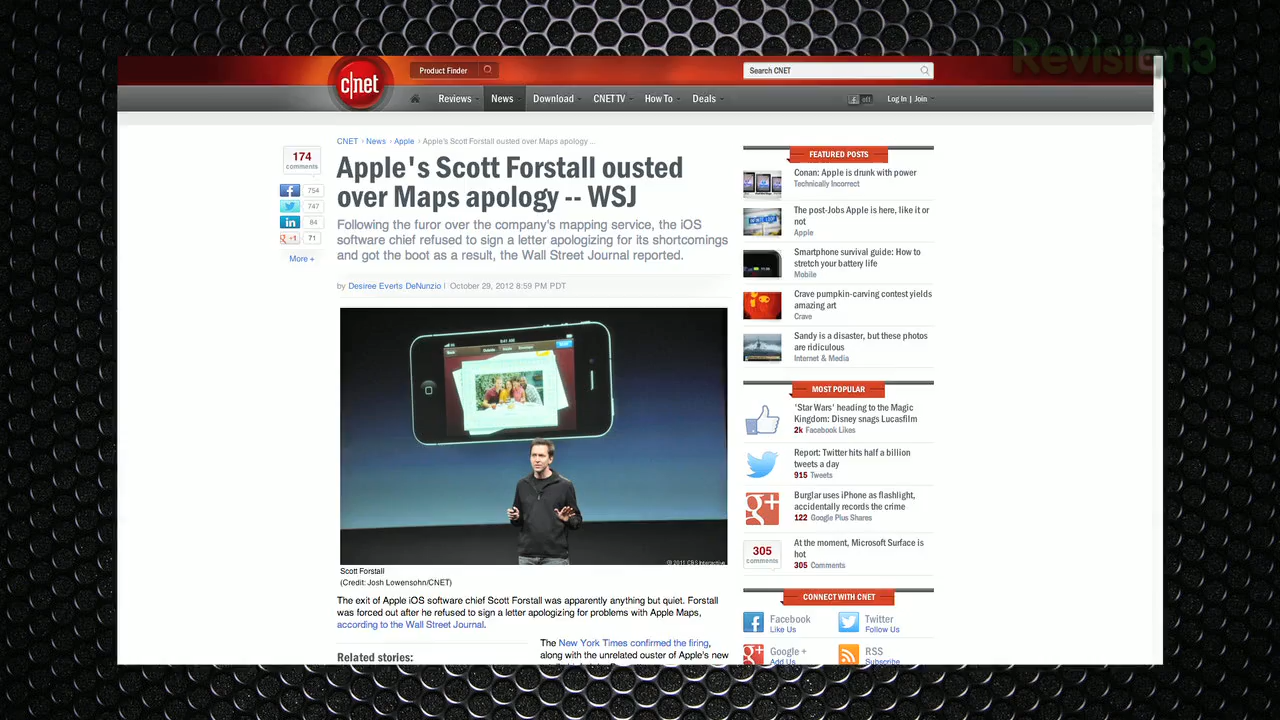 Revision3
c|net
Product Finder
Search CNET
Reviews
News
Download
CNET TV
How To
Deals
off
Log In | Join
CNET › News › Apple › Apple's Scott Forstall ousted over Maps apology ...
174
comments
754
747
84
+1
71
More +
Apple's Scott Forstall ousted
over Maps apology -- WSJ
Following the furor over the company's mapping service, the iOS
software chief refused to sign a letter apologizing for its shortcomings
and got the boot as a result, the Wall Street Journal reported.
by Desiree Everts DeNunzio | October 29, 2012 8:59 PM PDT
© 2011 CBS Interactive
Scott Forstall
(Credit: Josh Lowensohn/CNET)
The exit of Apple iOS software chief Scott Forstall was apparently anything but quiet. Forstall
was forced out after he refused to sign a letter apologizing for problems with Apple Maps,
according to the Wall Street Journal.
Related stories:
The New York Times confirmed the firing,
along with the unrelated ouster of Apple's new
FEATURED POSTS
Conan: Apple is drunk with power
Technically Incorrect
The post-Jobs Apple is here, like it or
not
Apple
Smartphone survival guide: How to
stretch your battery life
Mobile
Crave pumpkin-carving contest yields
amazing art
Crave
Sandy is a disaster, but these photos
are ridiculous
Internet & Media
MOST POPULAR
'Star Wars' heading to the Magic
Kingdom: Disney snags Lucasfilm
2k Facebook Likes
Report: Twitter hits half a billion
tweets a day
915 Tweets
Burglar uses iPhone as flashlight,
accidentally records the crime
122 Google Plus Shares
305
comments
At the moment, Microsoft Surface is
hot
305 Comments
CONNECT WITH CNET
Facebook
Like Us
Twitter
Follow Us
Google +
Add Us
RSS
Subscribe